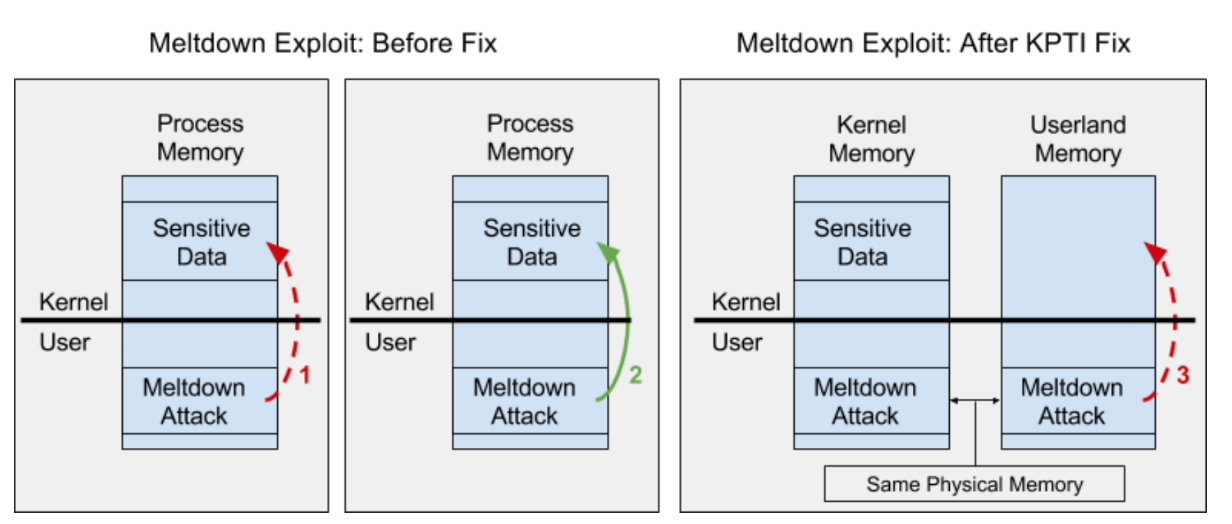 Meltdown Exploit: Before Fix
Process
Memory
Sensitive
Data
Kernel
User
1
Meltdown
Attack
Process
Memory
Sensitive
Data
Kernel
User
2
Meltdown
Attack
Meltdown Exploit: After KPTI Fix
Kernel
Memory
Userland
Memory
Sensitive
Data
Kernel
User
Meltdown
Attack
Meltdown
Attack
3
Same Physical Memory